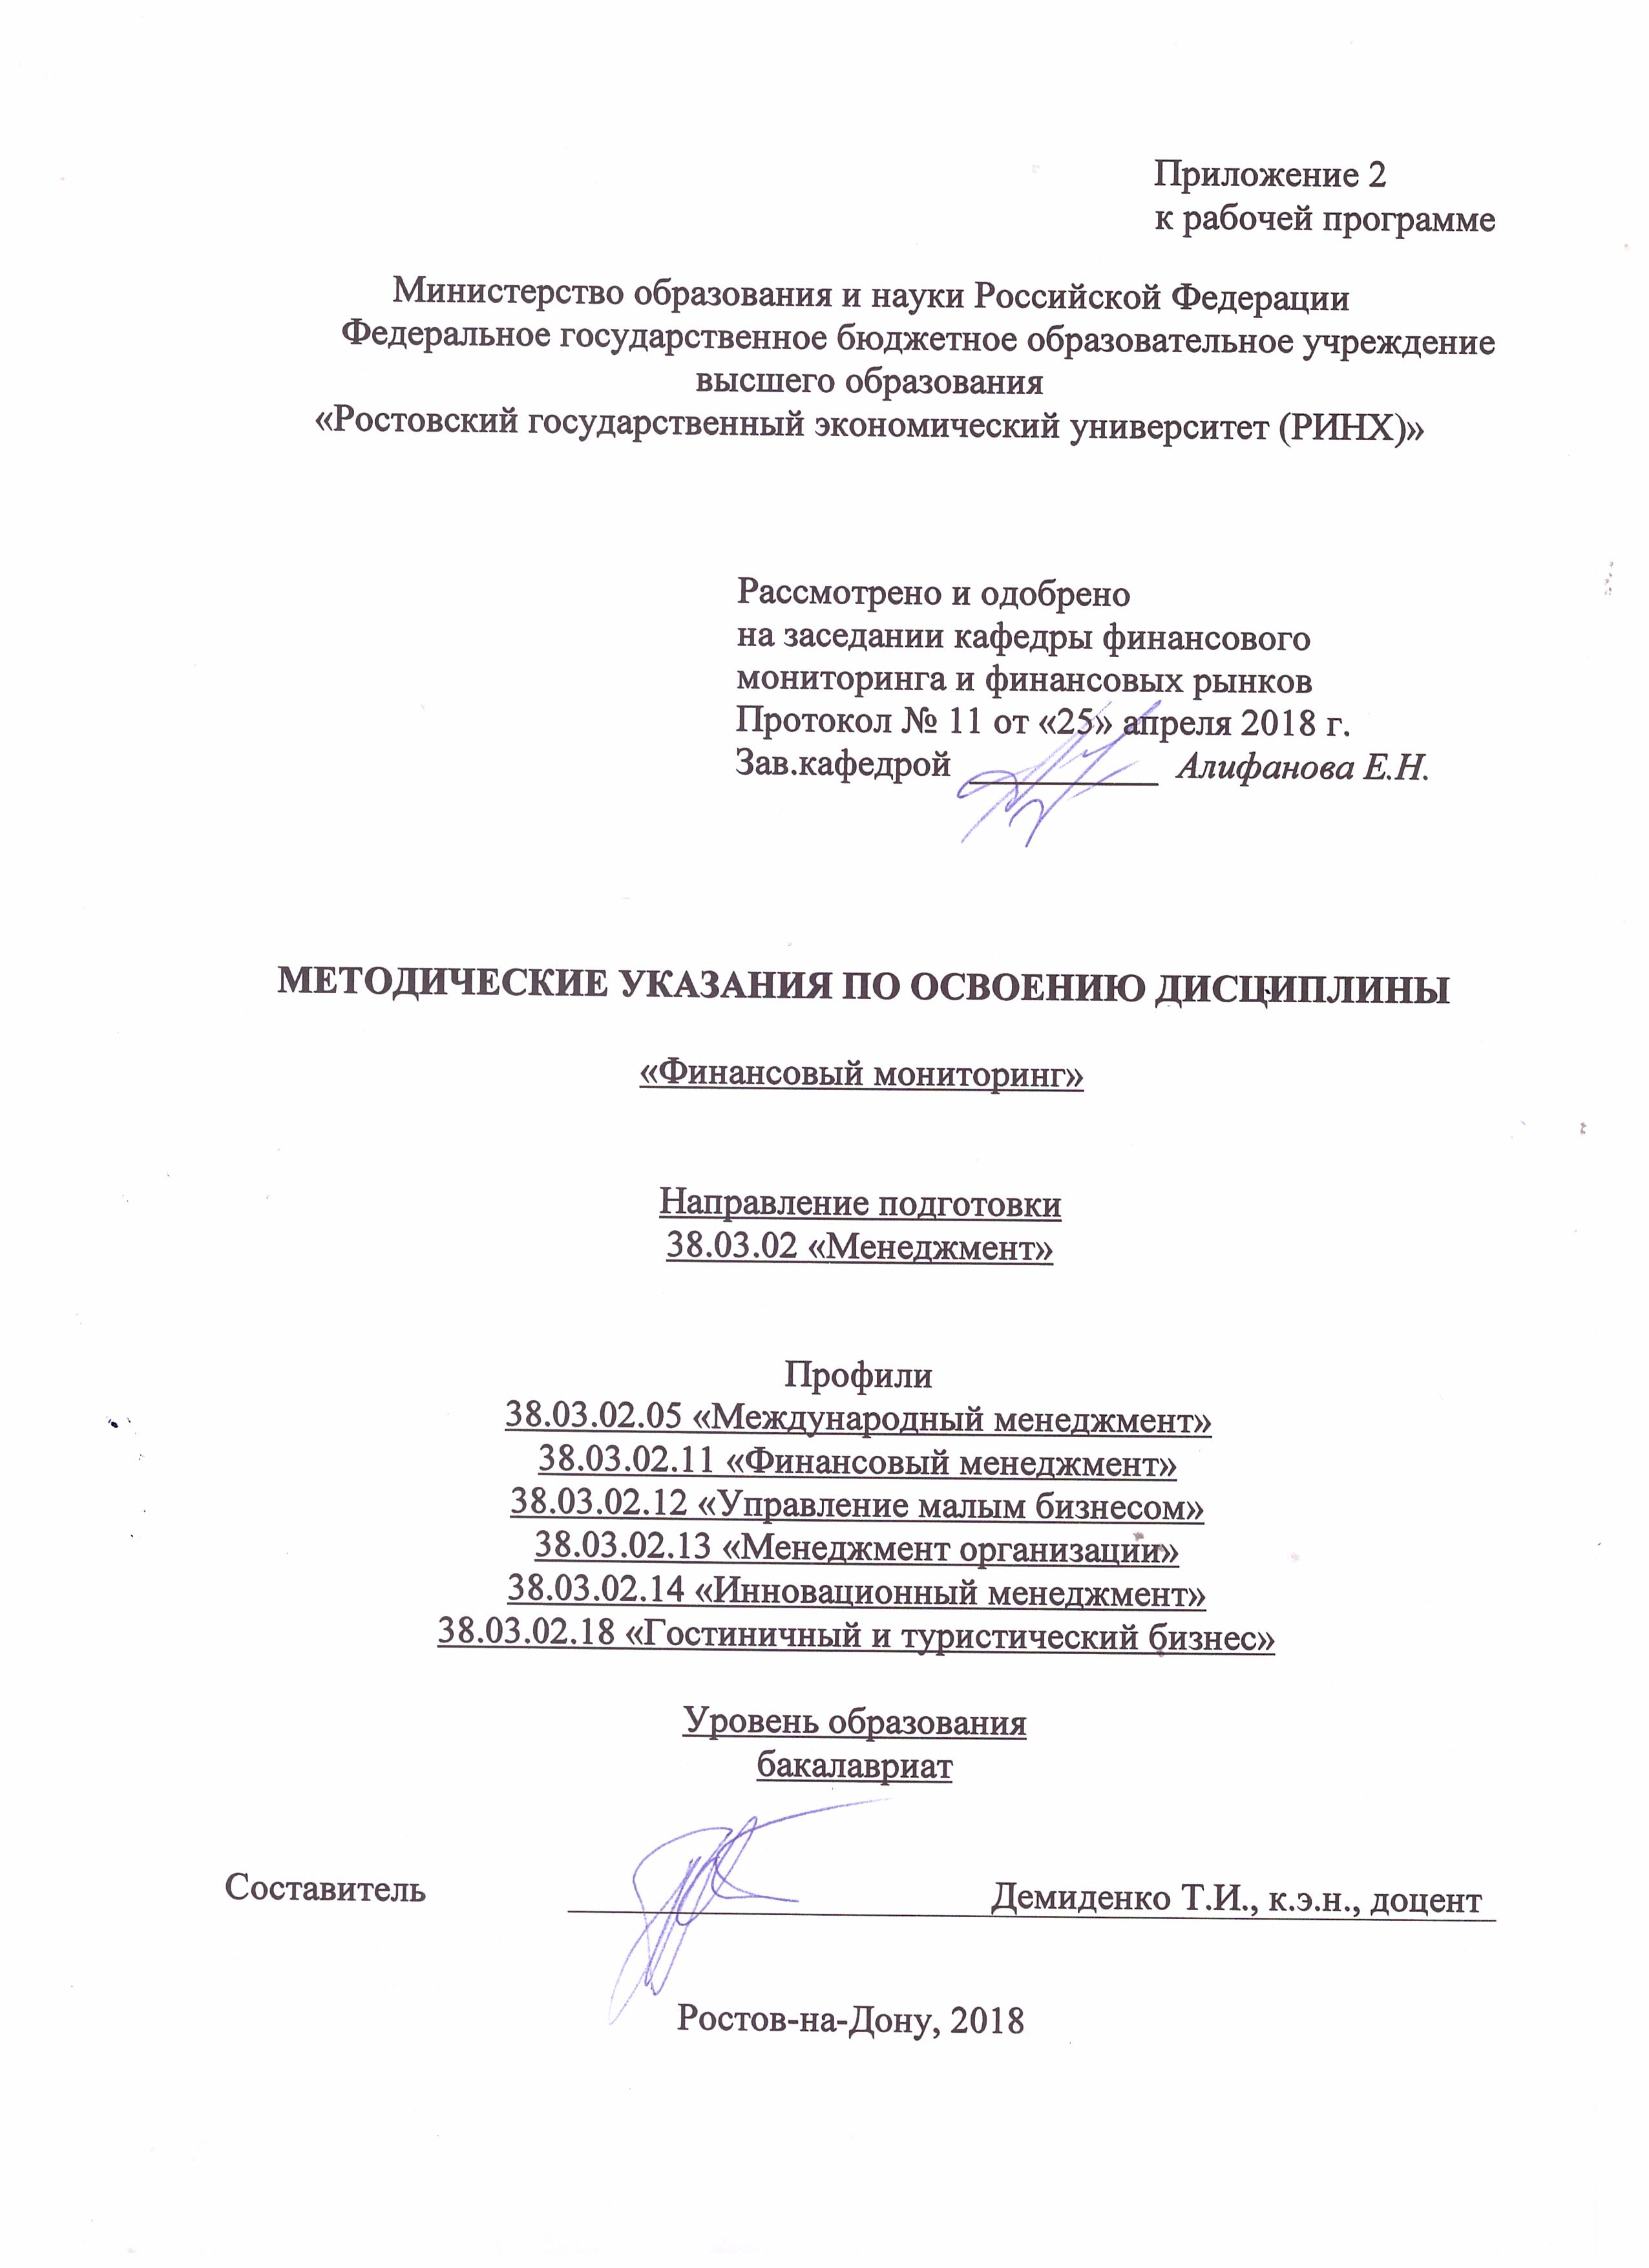 Приложение 2
к рабочей программе
Министерство образования и науки Российской Федерации
Федеральное государственное бюджетное образовательное учреждение
высшего образования
«Ростовский государственный экономический университет (РИНХ)»
Рассмотрено и одобрено
на заседании кафедры финансового
мониторинга и финансовых рынков
Протокол № 11 от «25» апреля 2018 г.
Зав.кафедрой __________ Алифанова Е.Н.
МЕТОДИЧЕСКИЕ УКАЗАНИЯ ПО ОСВОЕНИЮ ДИСЦИПЛИНЫ
«Финансовый мониторинг»
Направление подготовки
38.03.02 «Менеджмент»
Профили
38.03.02.05 «Международный менеджмент»
38.03.02.11 «Финансовый менеджмент»
38.03.02.12 «Управление малым бизнесом»
38.03.02.13 «Менеджмент организации»
38.03.02.14 «Инновационный менеджмент»
38.03.02.18 «Гостиничный и туристический бизнес»
Уровень образования
бакалавриат
Составитель Демиденко Т.И., к.э.н., доцент
Ростов-на-Дону, 2018